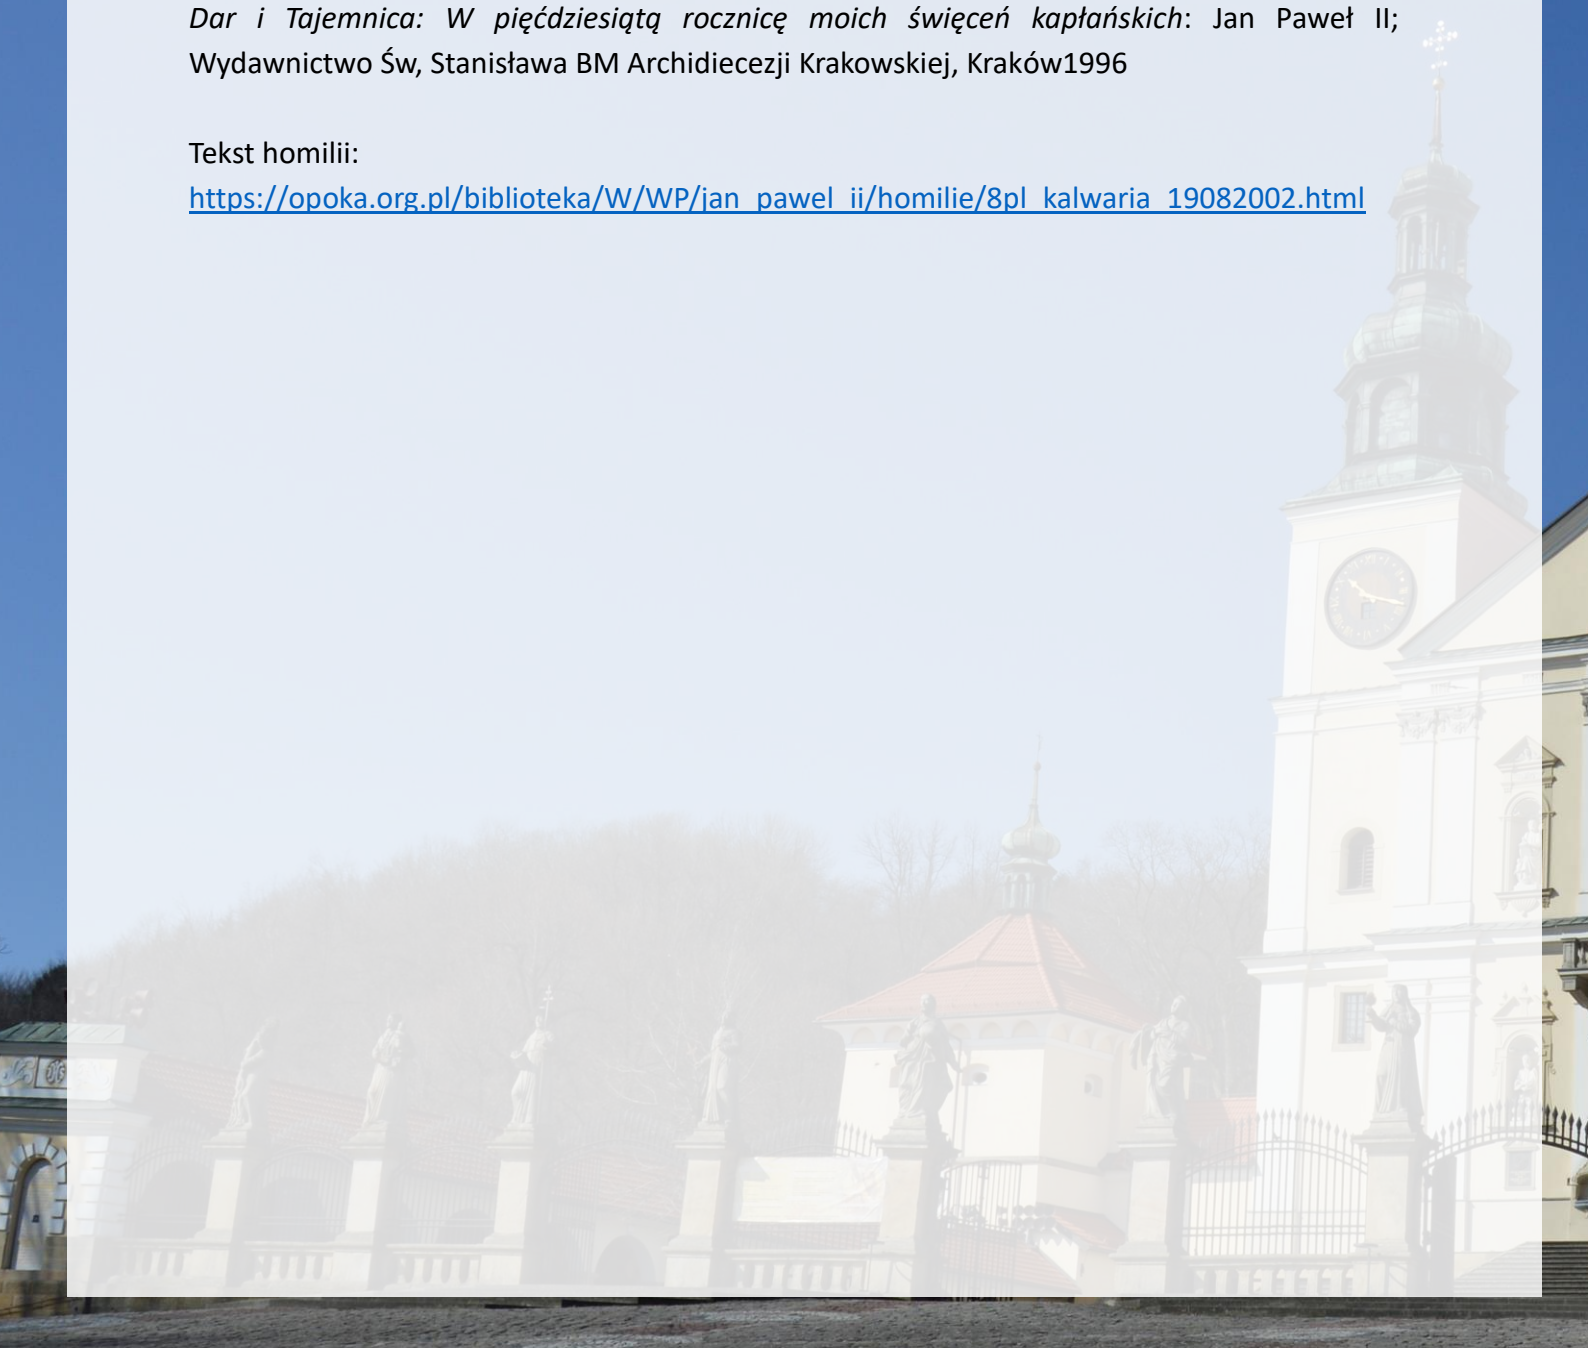 Dar i Tajemnica: W pięćdziesiątą rocznicę moich święceń kapłańskich: Jan Paweł II;
Wydawnictwo Św, Stanisława BM Archidiecezji Krakowskiej, Kraków1996
Tekst homilii:
https://opoka.org.pl/biblioteka/W/WP/jan_pawel_ii/homilie/8pl_kalwaria_19082002.html